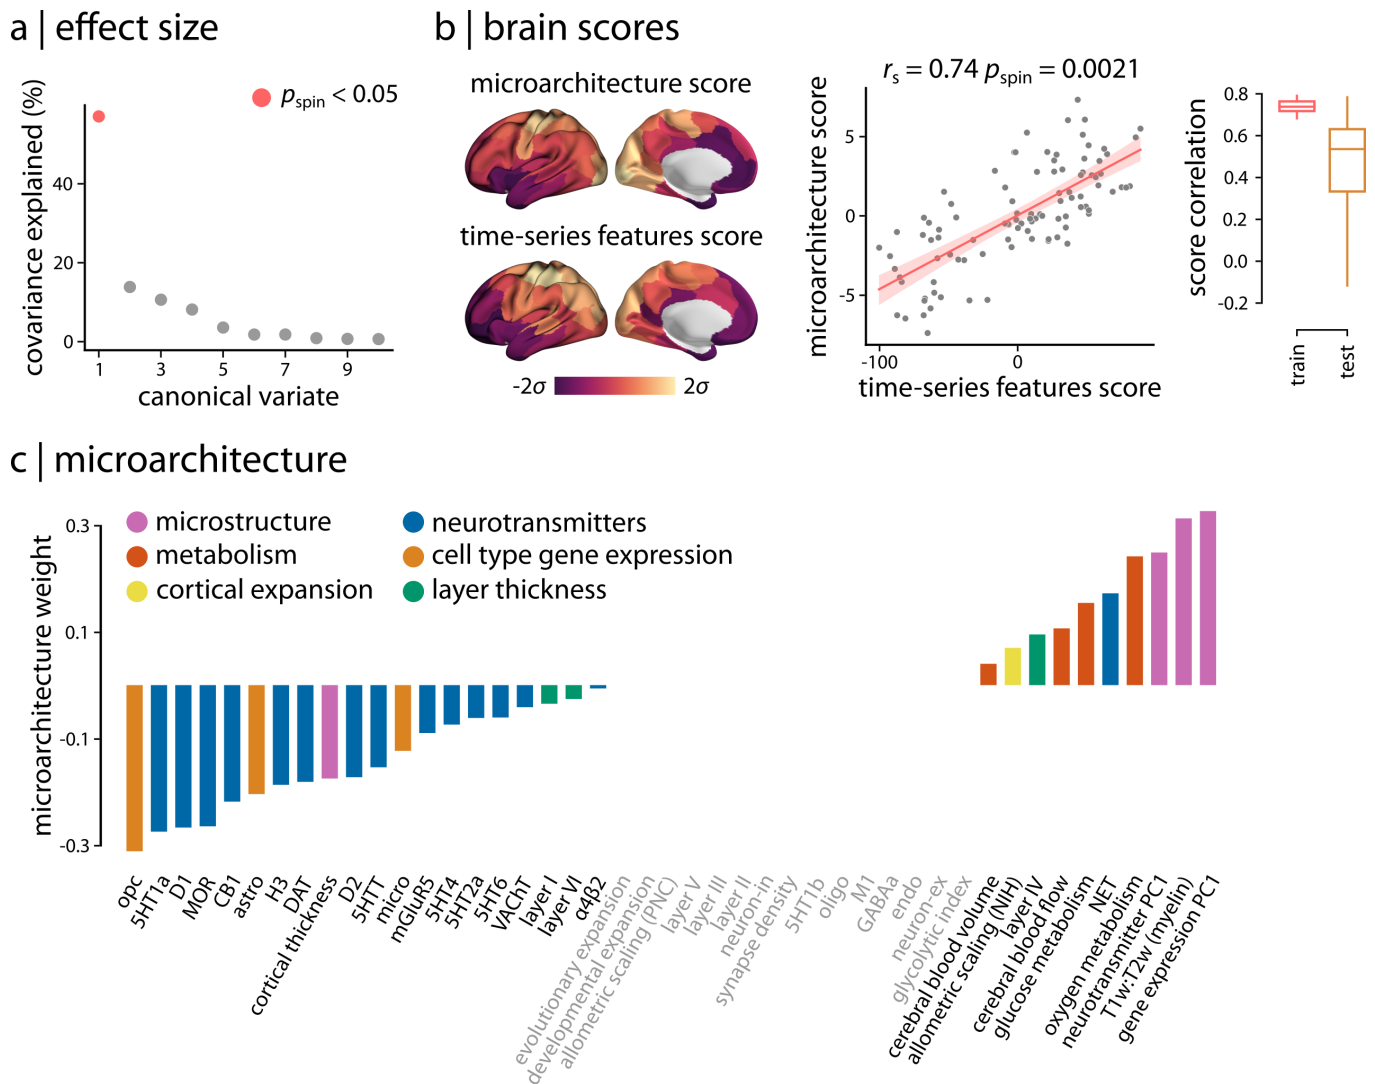 a | effect size
covariance explained (%)
p spin < 0.05
40
20
0
1
3
5
7
9
canonical variate
b | brain scores
microarchitecture score
time-series features score
-2σ
2σ
r s = 0.74 p spin = 0.0021
microarchitecture score
5
0
-5
-100
0
time-series features score
score correlation
0.8
0.6
0.4
0.2
0.0
-0.2
train
test
c | microarchitecture
microarchitecture weight
0.3
0.1
-0.1
-0.3
microstructure
metabolism
cortical expansion
neurotransmitters
cell type gene expression
layer thickness
opc
5HT1a
D1
MOR
CB1
astro
H3
DAT
cortical thickness
D2
5HTT
micro
mGluR5
5HT4
5HT2a
5HT6
VAChT
layer I
layer VI
α4β2
evolutionary expansion
developmental expansion
allometric scaling (PNC)
layer V
layer III
layer II
neuron-in
synapse density
5HT1b
oligo
M1
GABAa
endo
neuron-ex
glycolytic index
cerebral blood volume
allometric scaling (NIH)
layer IV
cerebral blood flow
glucose metabolism
NET
oxygen metabolism
neurotransmitter PC1
T1w:T2w (myelin)
gene expression PC1